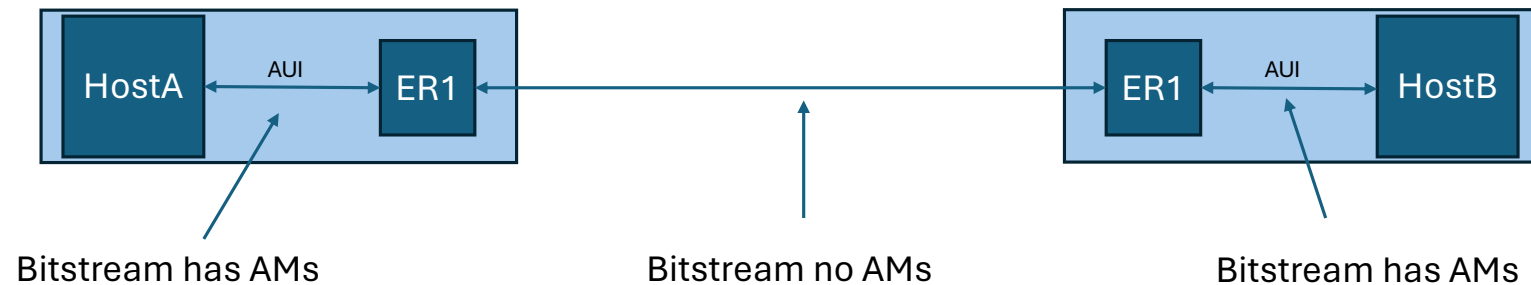 HostA
AUI
ER1
ER1
AUI
HostB
Bitstream has AMs
Bitstream no AMs
Bitstream has AMs